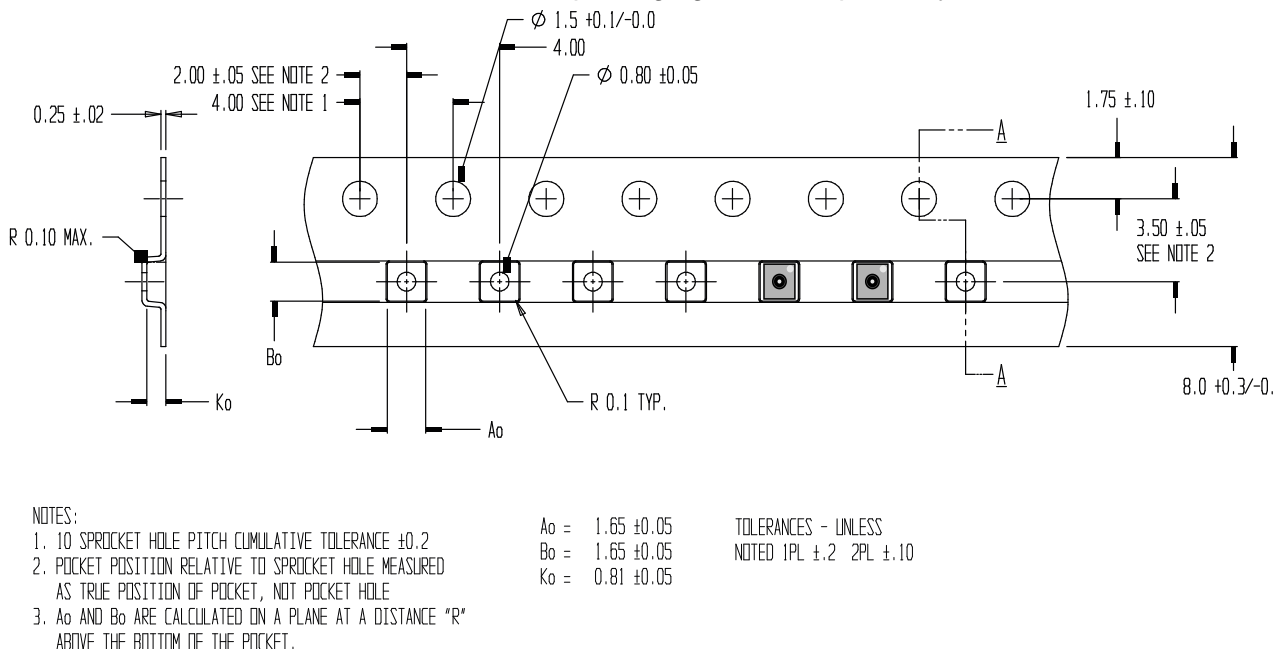 Ø 1.5 +0.1/-0.0
4.00
2.00 ±.05 SEE NOTE 2
Ø 0.80 ±0.05
4.00 SEE NOTE 1
0.25 ±.02
1.75 ±.10
A
R 0.10 MAX.
3.50 ±.05
SEE NOTE 2
Bo
A
8.0 +0.3/-0.
Ko
R 0.1 TYP.
Ao
NOTES:
1. 10 SPROCKET HOLE PITCH CUMULATIVE TOLERANCE ±0.2
2. POCKET POSITION RELATIVE TO SPROCKET HOLE MEASURED
AS TRUE POSITION OF POCKET, NOT POCKET HOLE
3. Ao AND Bo ARE CALCULATED ON A PLANE AT A DISTANCE "R"
ABOVE THE BOTTOM OF THE POCKET.
Ao = 1.65 ±0.05
Bo = 1.65 ±0.05
Ko = 0.81 ±0.05
TOLERANCES - UNLESS
NOTED 1PL ±.2 2PL ±.10